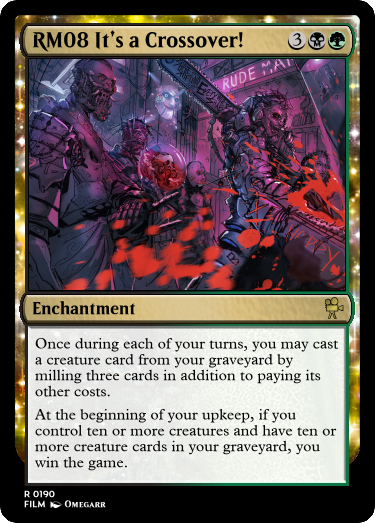 RM08 It's a Crossover! 3
RUDE MA
Enchantment
Once during each of your turns, you may cast
a creature card from your graveyard by
milling three cards in addition to paying its
other costs.
At the beginning of your upkeep, if you
control ten or more creatures and have ten or
more creature cards in your graveyard, you
win the game.
R 0190
FILM Omegarr